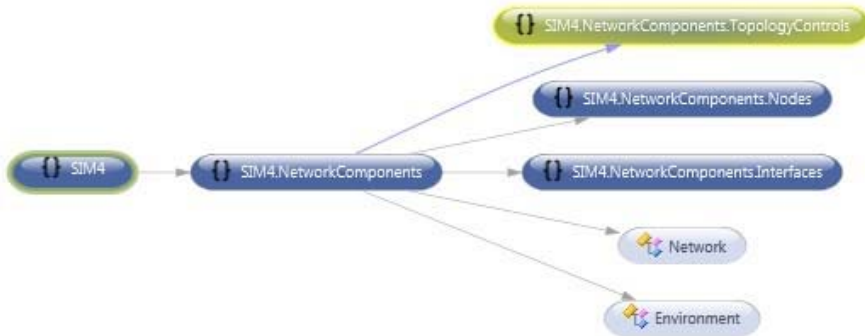 {} SIM4.NetworkComponents.TopologyControls
{} SIM4.NetworkComponents.Nodes
{} SIM4
{} SIM4.NetworkComponents
{} SIM4.NetworkComponents.Interfaces
Network
Environment